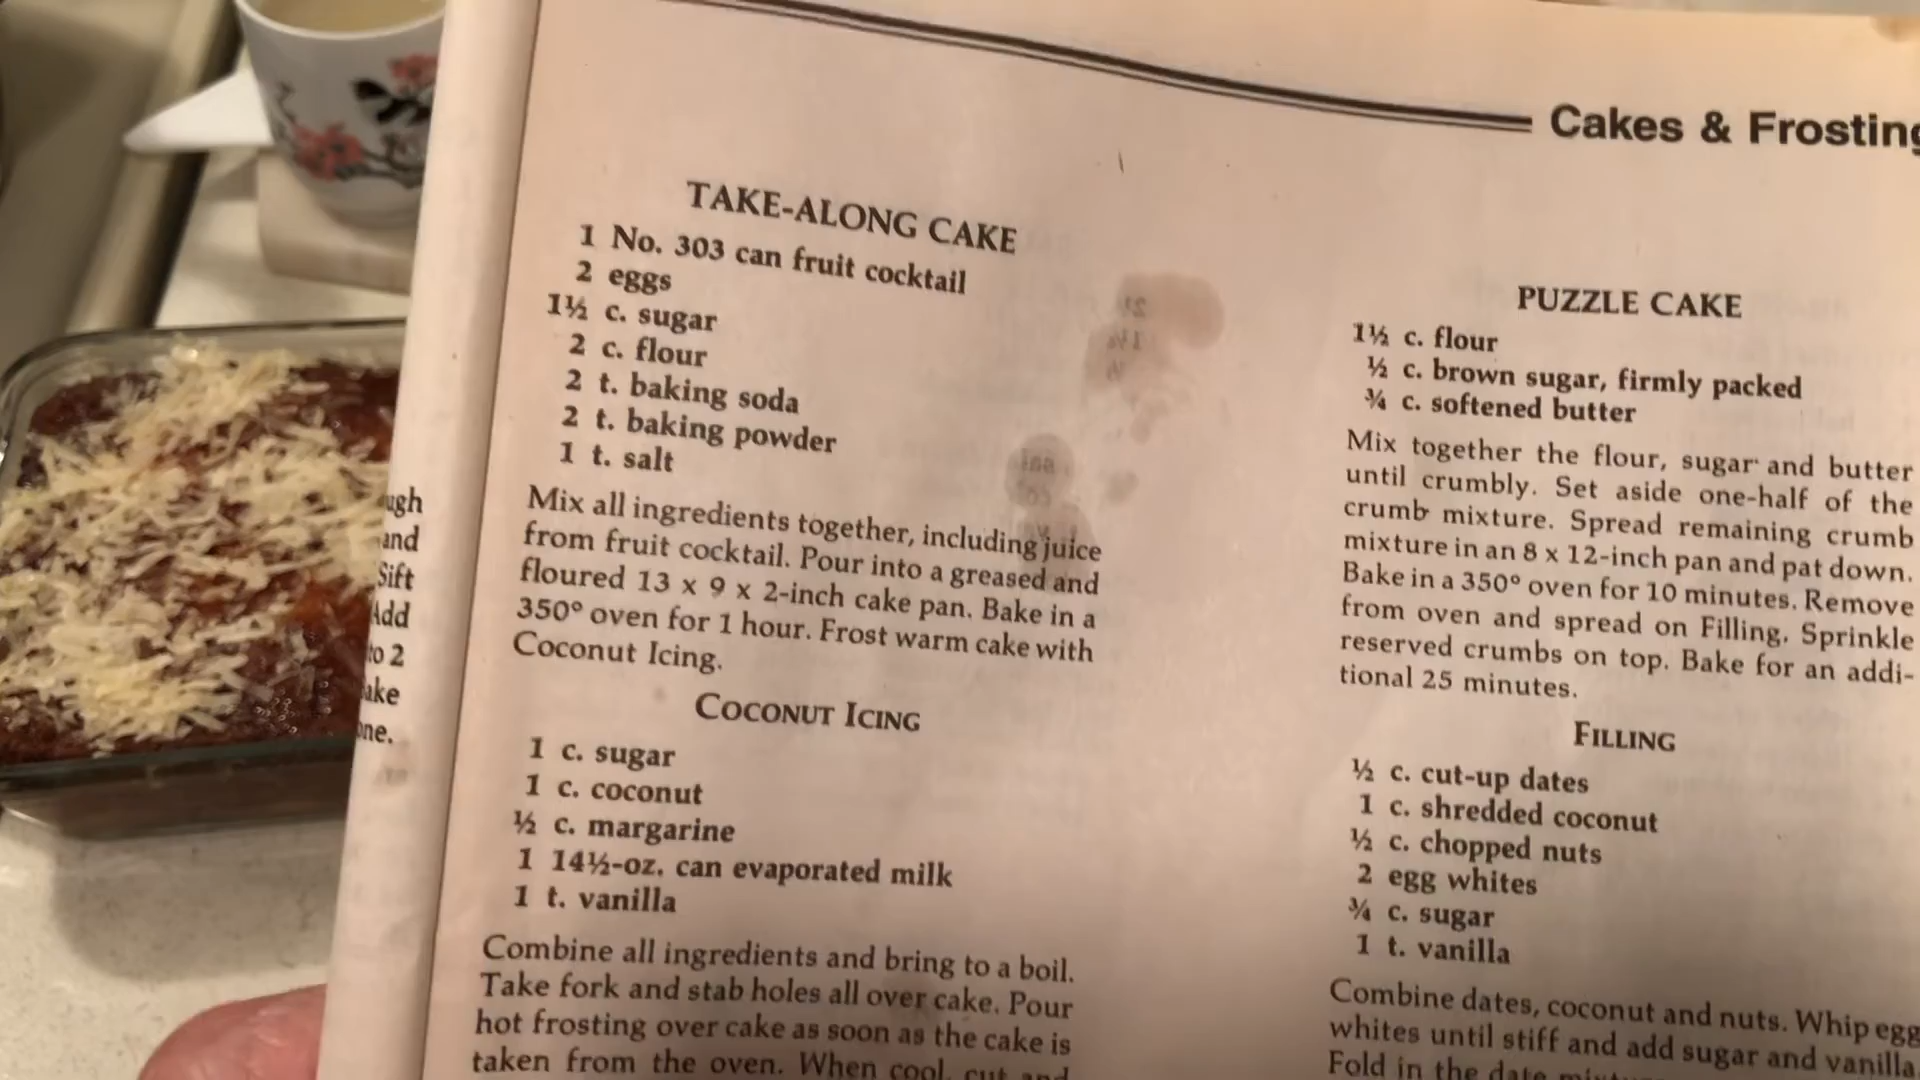 Cakes & Frosting
TAKE-ALONG CAKE
1 No. 303 can fruit cocktail
2 eggs
1½ c. sugar
2 c. flour
2 t. baking soda
2 t. baking powder
1 t. salt
Mix all ingredients together, including juice
from fruit cocktail. Pour into a greased and
floured 13 x 9 x 2-inch cake pan. Bake in a
350° oven for 1 hour. Frost warm cake with
Coconut Icing.
COCONUT ICING
1 c. sugar
1 c. coconut
½ c. margarine
1 14½-oz. can evaporated milk
1 t. vanilla
Combine all ingredients and bring to a boil.
Take fork and stab holes all over cake. Pour
hot frosting over cake as soon as the cake is
taken from the oven. When cool, cut and
PUZZLE CAKE
1½ c. flour
½ c. brown sugar, firmly packed
¾ c. softened butter
Mix together the flour, sugar and butter
until crumbly. Set aside one-half of the
crumb mixture. Spread remaining crumb
mixture in an 8 x 12-inch pan and pat down.
Bake in a 350° oven for 10 minutes. Remove
from oven and spread on Filling. Sprinkle
reserved crumbs on top. Bake for an addi-
tional 25 minutes.
FILLING
½ c. cut-up dates
1 c. shredded coconut
½ c. chopped nuts
2 egg whites
¾ c. sugar
1 t. vanilla
Combine dates, coconut and nuts. Whip egg
whites until stiff and add sugar and vanilla.
Fold in the date
ugh
and
Sift
Add
to 2
ake
one.